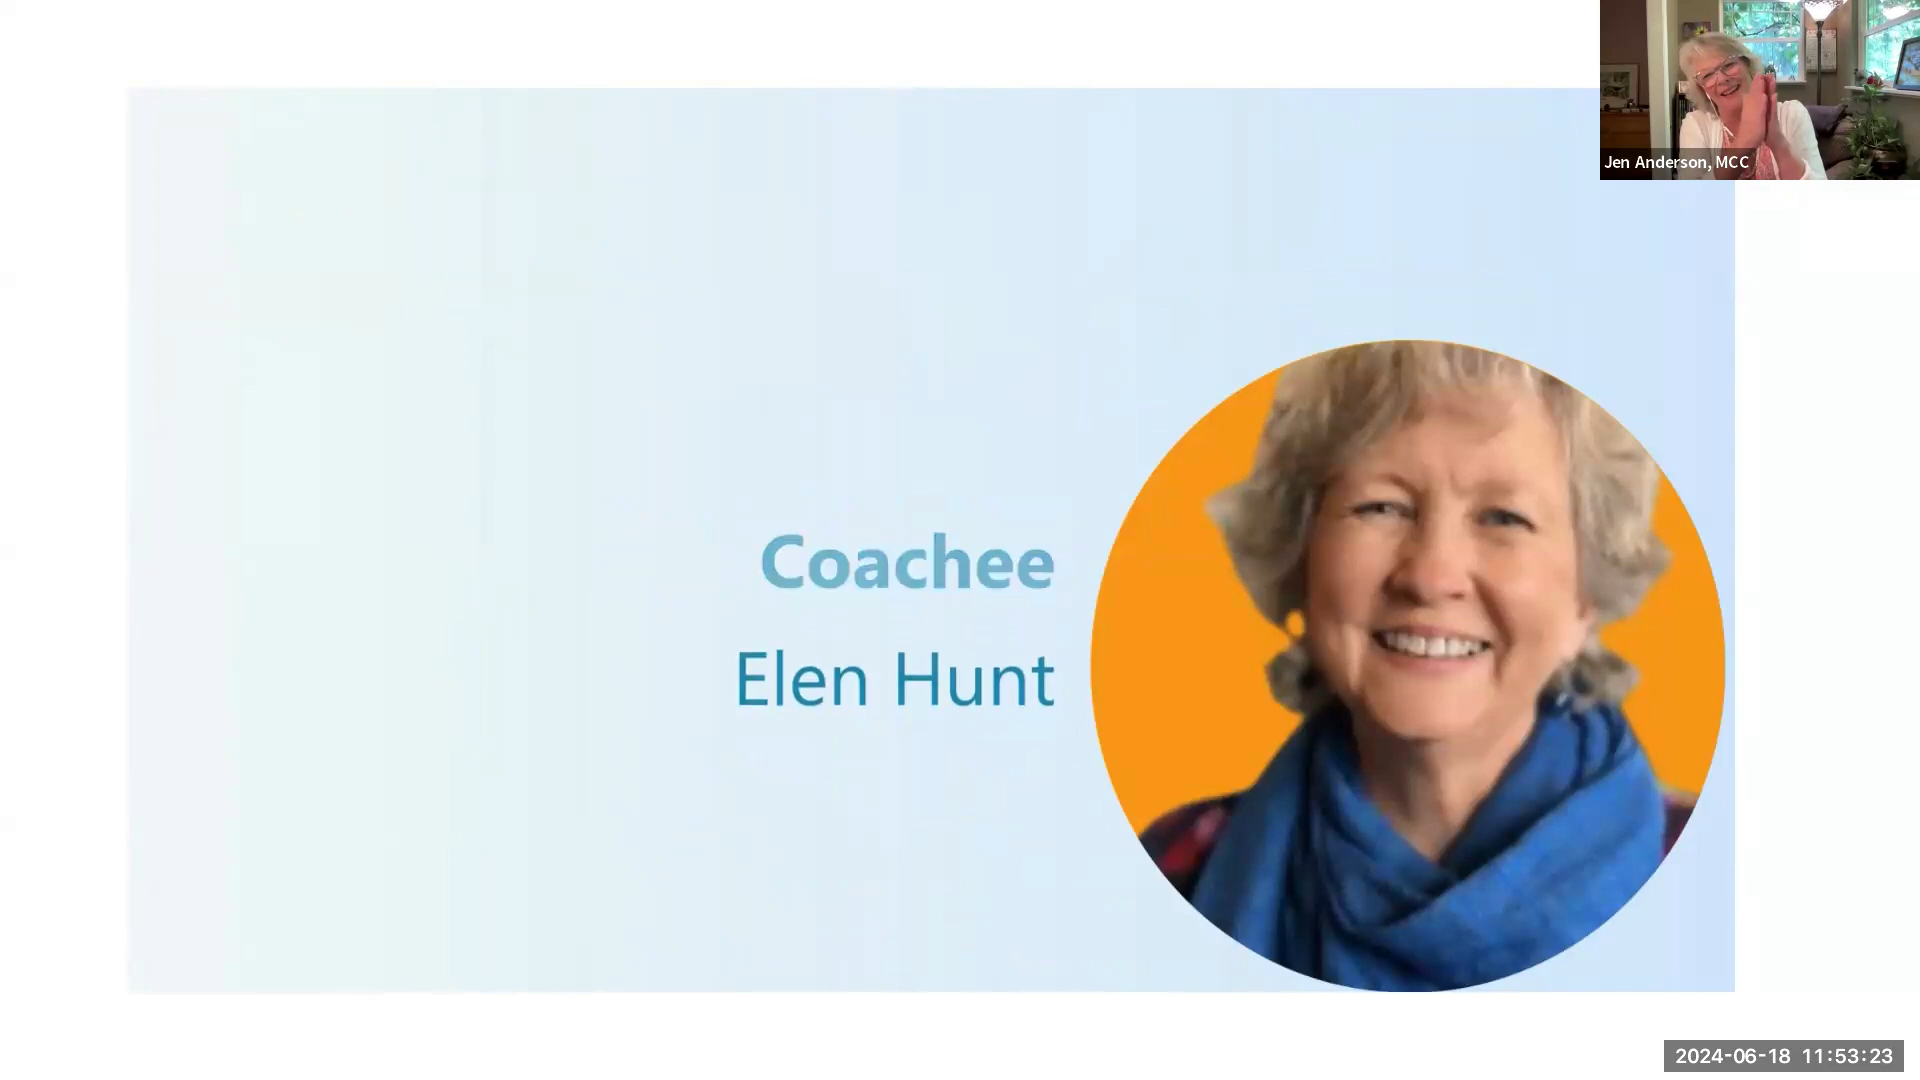 Jen Anderson, MCC
Coachee
Elen Hunt
2024-06-18 11:53:23